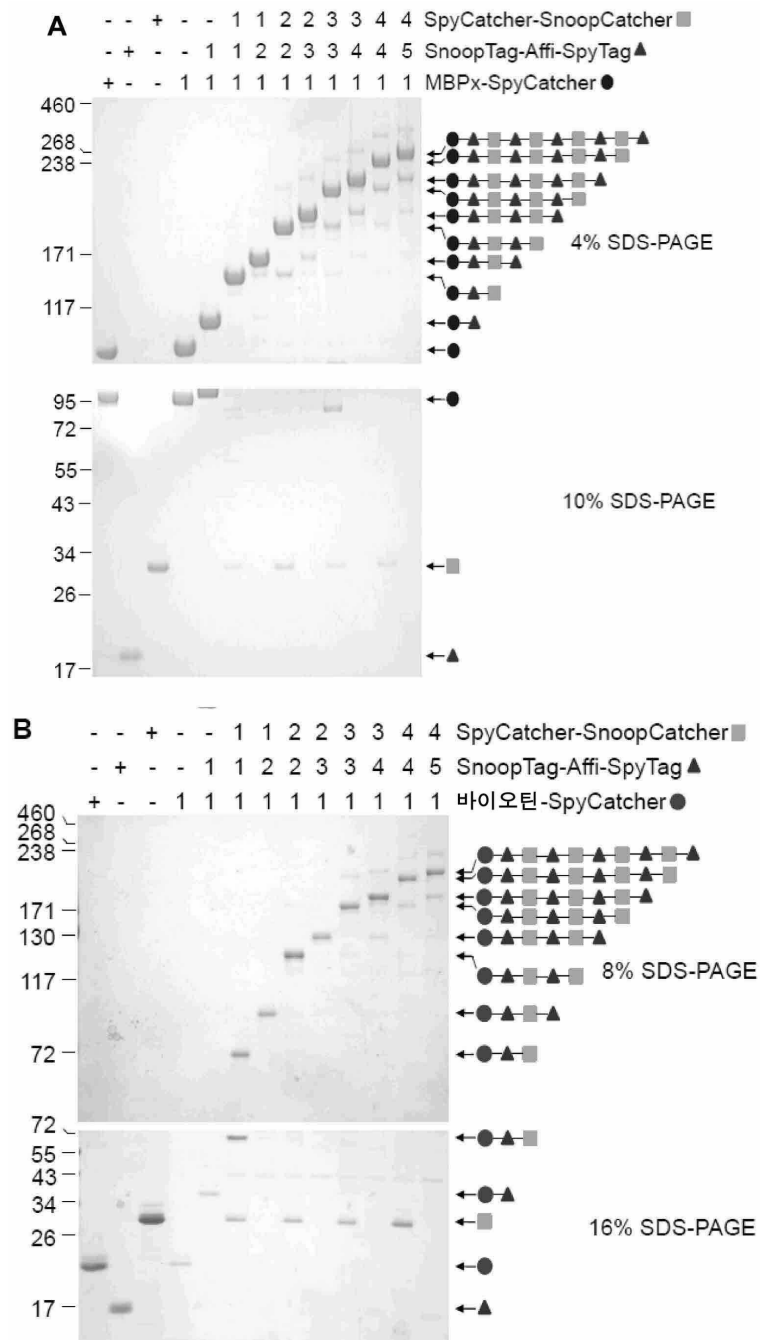 A
- - + - - 1 1 2 2 3 3 4 4 SpyCatcher-SnoopCatcher
- + - - 1 1 2 2 3 3 4 4 5 SnoopTag-Affi-SpyTag
+ - - 1 1 1 1 1 1 1 1 1 1 MBPx-SpyCatcher
460
268
238
171
117
4% SDS-PAGE
95
72
55
43
34
26
17
10% SDS-PAGE
B
- - + - - 1 1 2 2 3 3 4 4 SpyCatcher-SnoopCatcher
- + - - 1 1 2 2 3 3 4 4 5 SnoopTag-Affi-SpyTag
+ - - 1 1 1 1 1 1 1 1 1 1 바이오틴-SpyCatcher
460
268
238
171
130
117
72
8% SDS-PAGE
72
55
43
34
26
17
16% SDS-PAGE